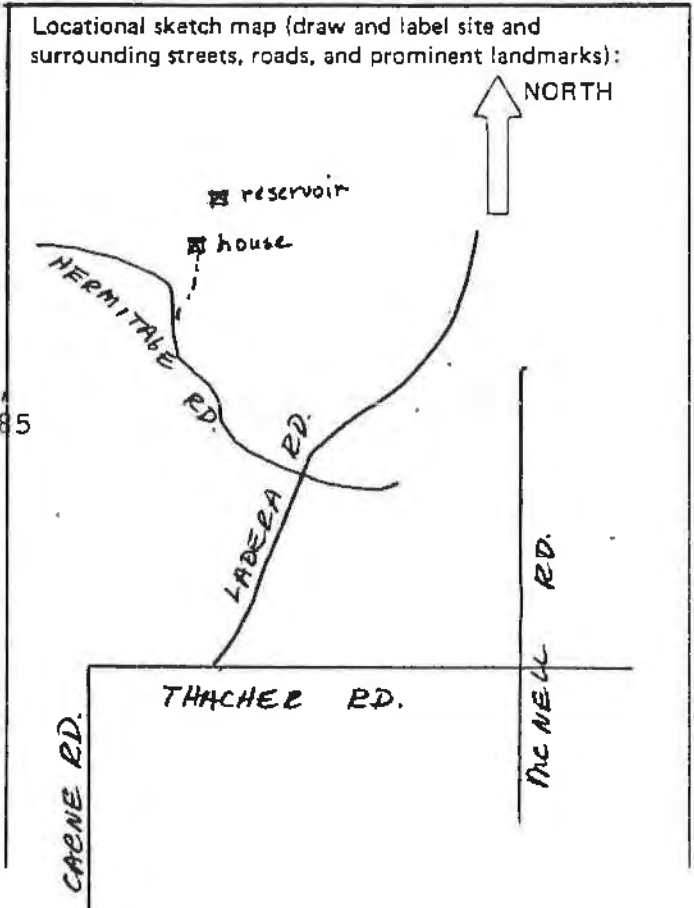 Locational sketch map (draw and label site and
surrounding streets, roads, and prominent landmarks):
NORTH
reservoir
house
HERMITAGE RD.
85
LADERA RD.
THACHER RD.
McNELL RD.
CARNE RD.